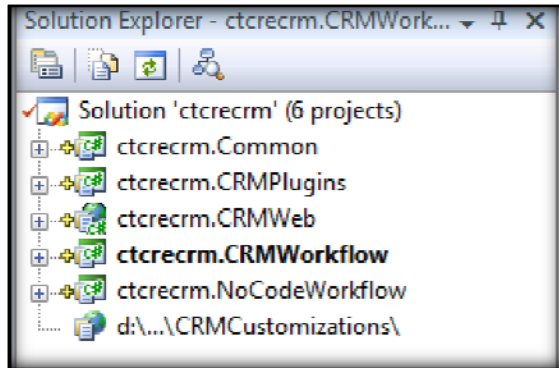 Solution Explorer - ctcrecrm.CRMWork...
Solution 'ctcrecrm' (6 projects)
ctcrecrm.Common
ctcrecrm.CRMPlugins
ctcrecrm.CRMWeb
ctcrecrm.CRMWorkflow
ctcrecrm.NoCodeWorkflow
d:\...\CRMCustomizations\